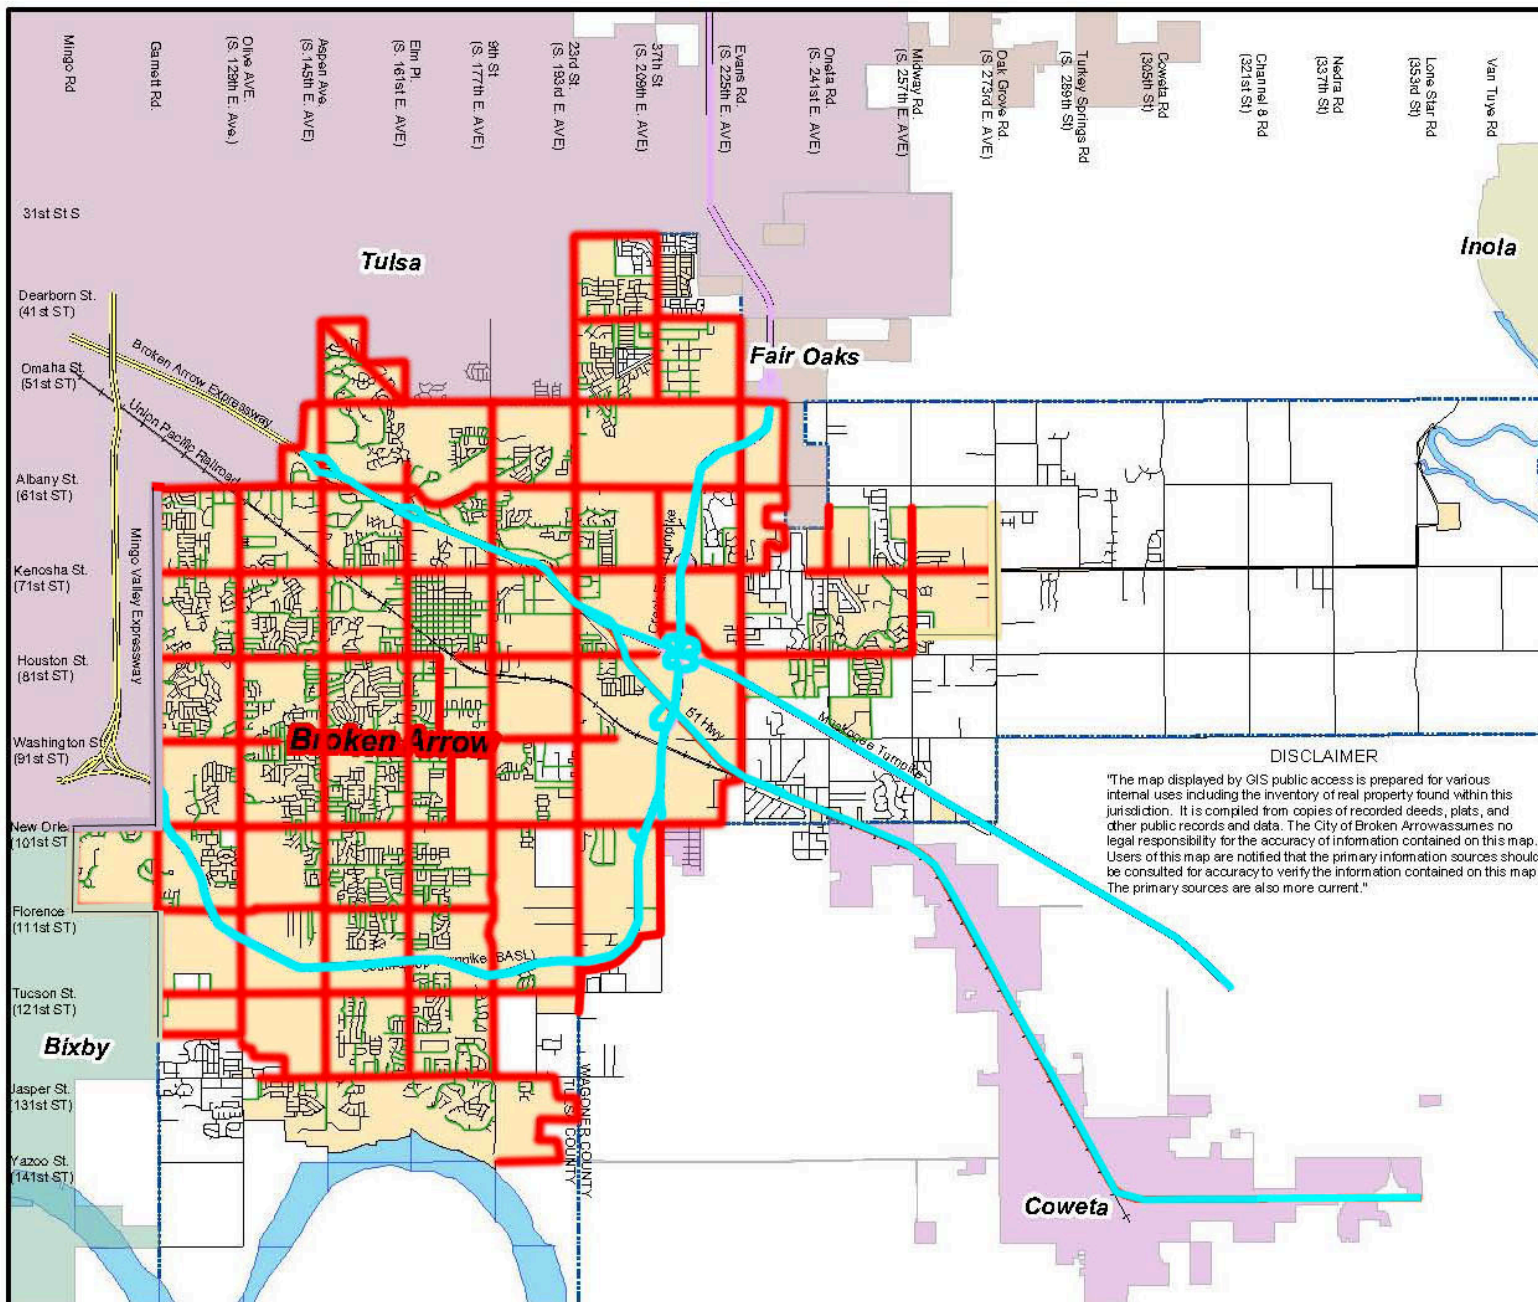 Mingo Rd
Garnett Rd.
Olive AVE.
(S. 129th E. Ave.)
Aspen Ave.
(S.145th E. AVE)
Elm Pl.
(S. 161st E. AVE)
9th St.
(S. 177th E. AVE)
23rd St.
(S. 193rd E. AVE)
37th St
(S. 209th E. AVE)
Evans Rd.
(S. 225th E. AVE)
Oneta Rd.
(S. 241st E. AVE)
Midway Rd.
(S. 257th E. AVE)
Oak Grove Rd.
(S. 273rd E. AVE)
Turkey Springs Rd
(S. 289th St)
Coweta Rd
(305th St)
Channel 8 Rd
(321st St)
Nedra Rd
(337th St)
Lone Star Rd
(353rd St)
Van Tuye Rd
31st St S
Tulsa
Inola
Dearborn St.
(41st ST)
Broken Arrow Expressway
Fair Oaks
Omaha St.
(51st ST)
Union Pacific Railroad
Albany St.
(61st ST)
Mingo Valley Expressway
Kenosha St.
(71st ST)
Houston St.
(81st ST)
51 Hwy
Muskogee Turnpike
Washington St
(91st ST)
Broken Arrow
DISCLAIMER
"The map displayed by GIS public access is prepared for various
internal uses including the inventory of real property found within this
jurisdiction. It is compiled from copies of recorded deeds, plats, and
other public records and data. The City of Broken Arrowassumes no
legal responsibility for the accuracy of information contained on this map.
Users of this map are notified that the primary information sources should
be consulted for accuracy to verify the information contained on this map
The primary sources are also more current."
New Orle
(101st ST
Florence
(111st ST)
(BASL)
Tucson St.
(121st ST)
Bixby
WAGONER COUNTY
COUNTY
Jasper St.
(131st ST)
Yazoo St.
(141st ST)
Coweta